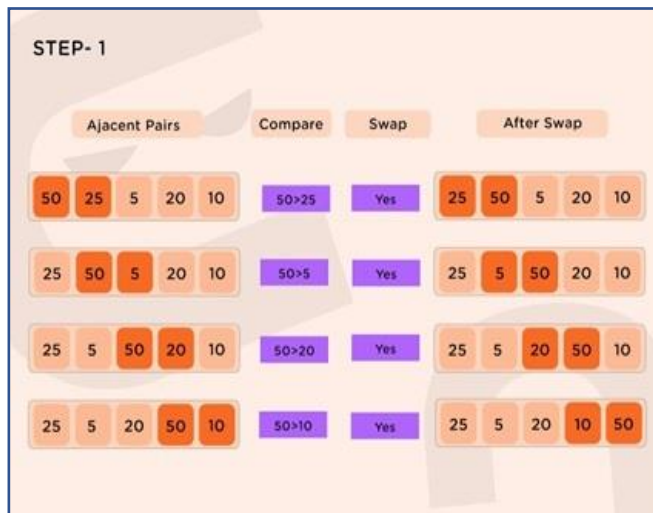 STEP- 1
Ajacent Pairs Compare Swap After Swap
50 25 5 20 10 50>25 Yes 25 50 5 20 10
25 50 5 20 10 50>5 Yes 25 5 50 20 10
25 5 50 20 10 50>20 Yes 25 5 20 50 10
25 5 20 50 10 50>10 Yes 25 5 20 10 50